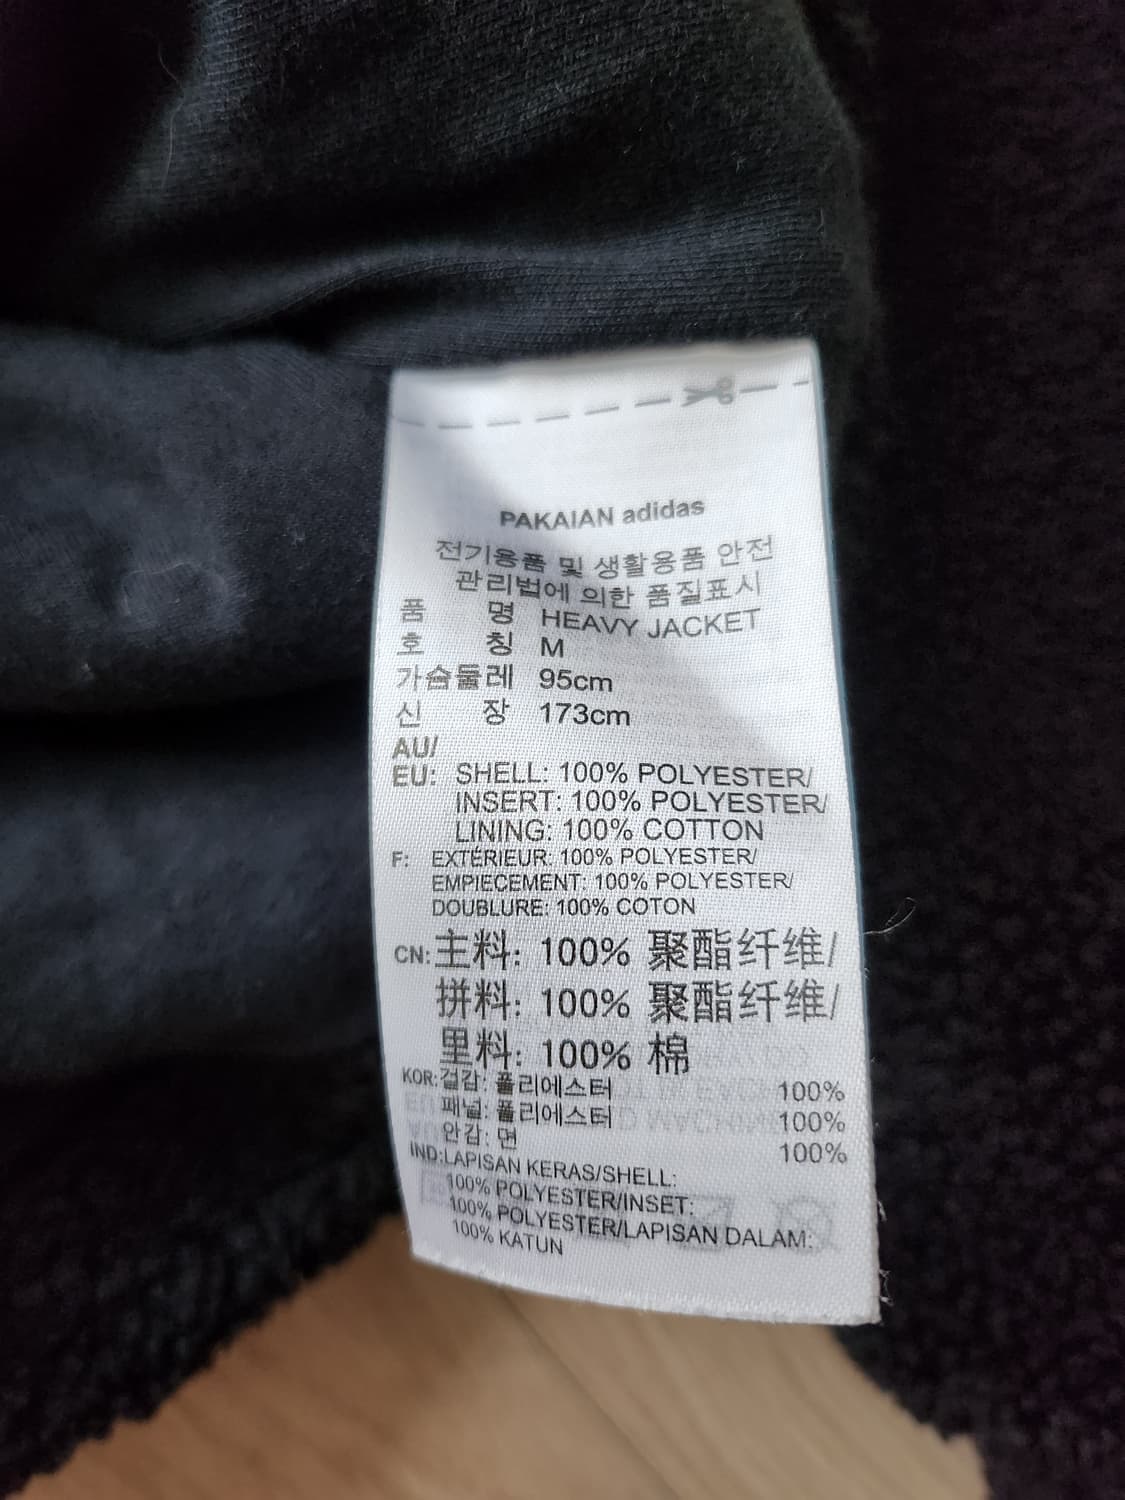 PAKAIAN adidas
전기용품 및 생활용품 안전
관리법에 의한 품질표시
품 명 HEAVY JACKET
호 칭 M
가슴둘레 95cm
신 장 173cm
AU/
EU: SHELL: 100% POLYESTER/
INSERT: 100% POLYESTER/
LINING: 100% COTTON
F: EXTÉRIEUR: 100% POLYESTER/
EMPIECEMENT: 100% POLYESTER/
DOUBLURE: 100% COTON
CN: 主料: 100% 聚酯纤维/
拼料: 100% 聚酯纤维/
里料: 100% 棉
KOR: 겉감: 폴리에스터 100%
패널: 폴리에스터 100%
안감: 면 100%
IND: LAPISAN KERAS/SHELL:
100% POLYESTER/INSET:
100% POLYESTER/LAPISAN DALAM:
100% KATUN